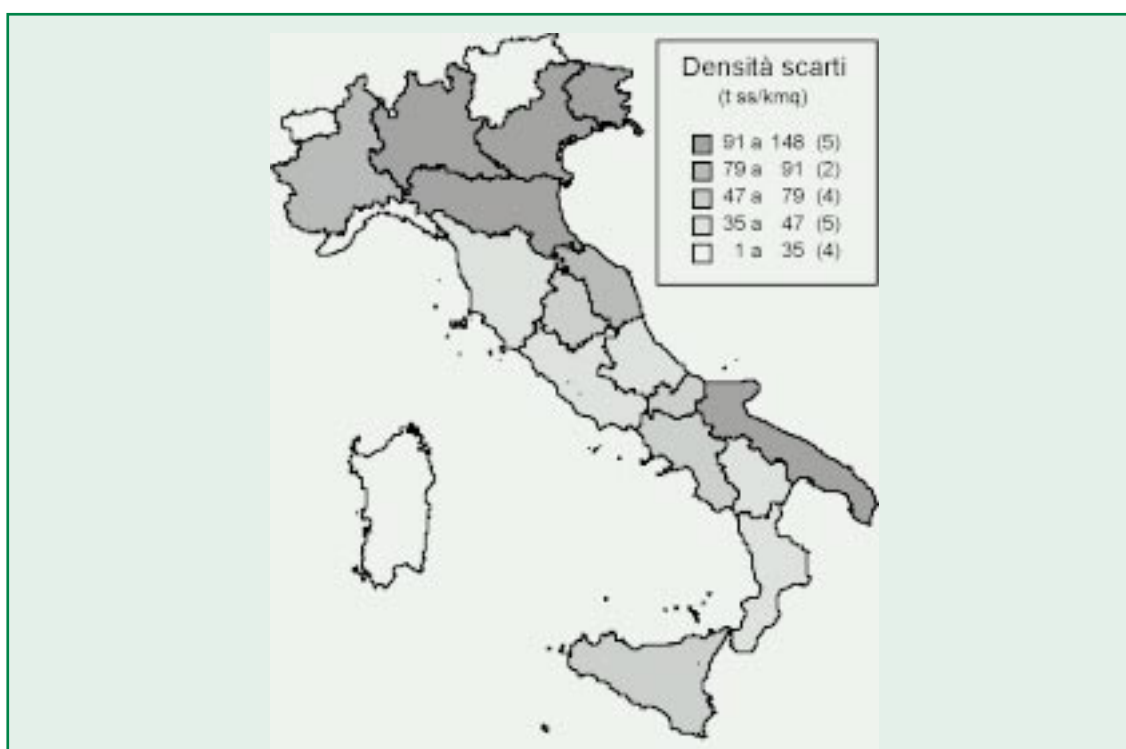 Densità scarti
(t ss/kmq)
91 a 148 (5)
79 a 91 (2)
47 a 79 (4)
35 a 47 (5)
1 a 35 (4)